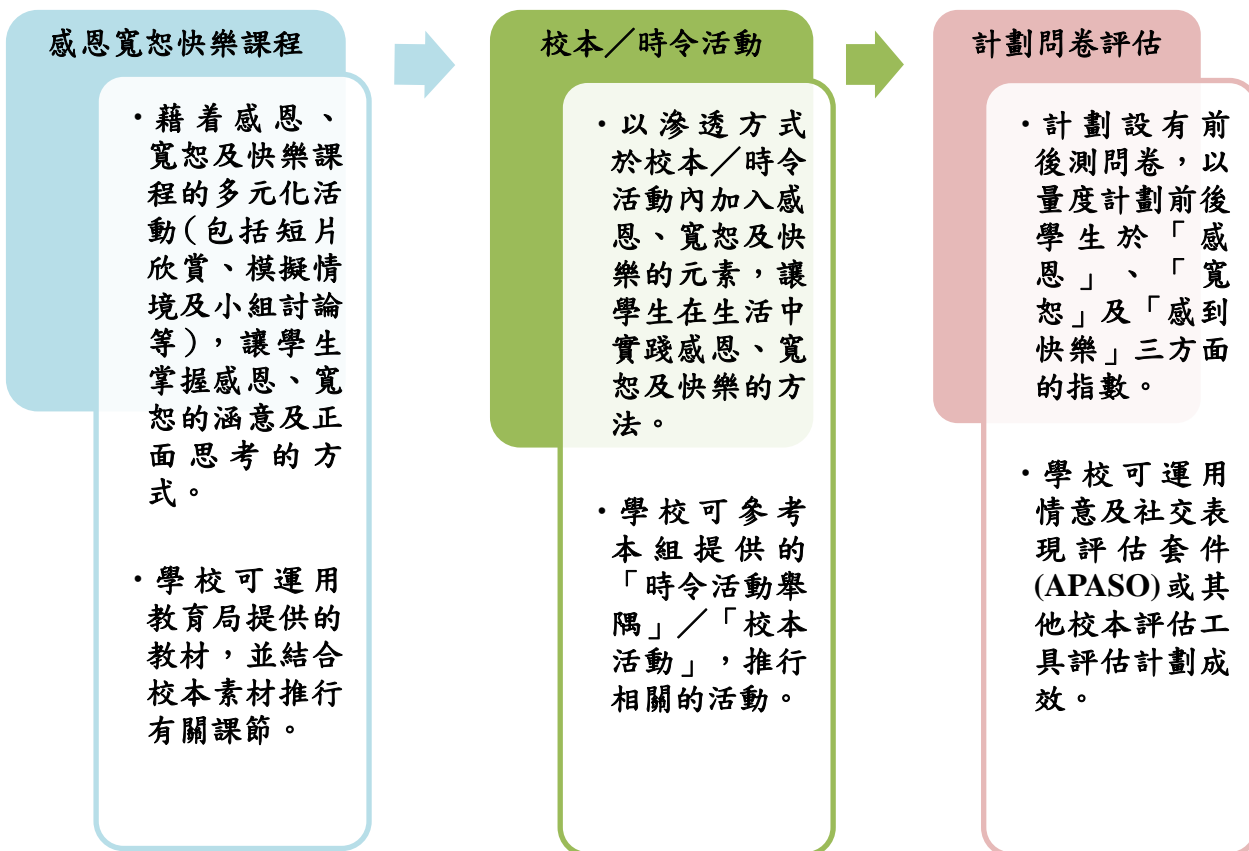 感恩寬恕快樂課程
・藉着感恩、
寬恕及快樂課
程的多元化活
動(包括短片
欣賞、模擬情
境及小組討論
等)，讓學生
掌握感恩、寬
恕的涵意及正
面思考的方
式。
・學校可運用
教育局提供的
教材，並結合
校本素材推行
有關課節。
校本／時令活動
・以滲透方式
於校本／時令
活動內加入感
恩、寬恕及快
樂的元素，讓
學生在生活中
實踐感恩、寬
恕及快樂的方
法。
・學校可參考
本組提供的
「時令活動舉
隅」／「校本
活動」，推行
相關的活動。
計劃問卷評估
・計劃設有前
後測問卷，以
量度計劃前後
學生於「感
恩」、「寬
恕」及「感到
快樂」三方面
的指數。
・學校可運用
情意及社交表
現評估套件
(APASO)或其
他校本評估工
具評估計劃成
效。